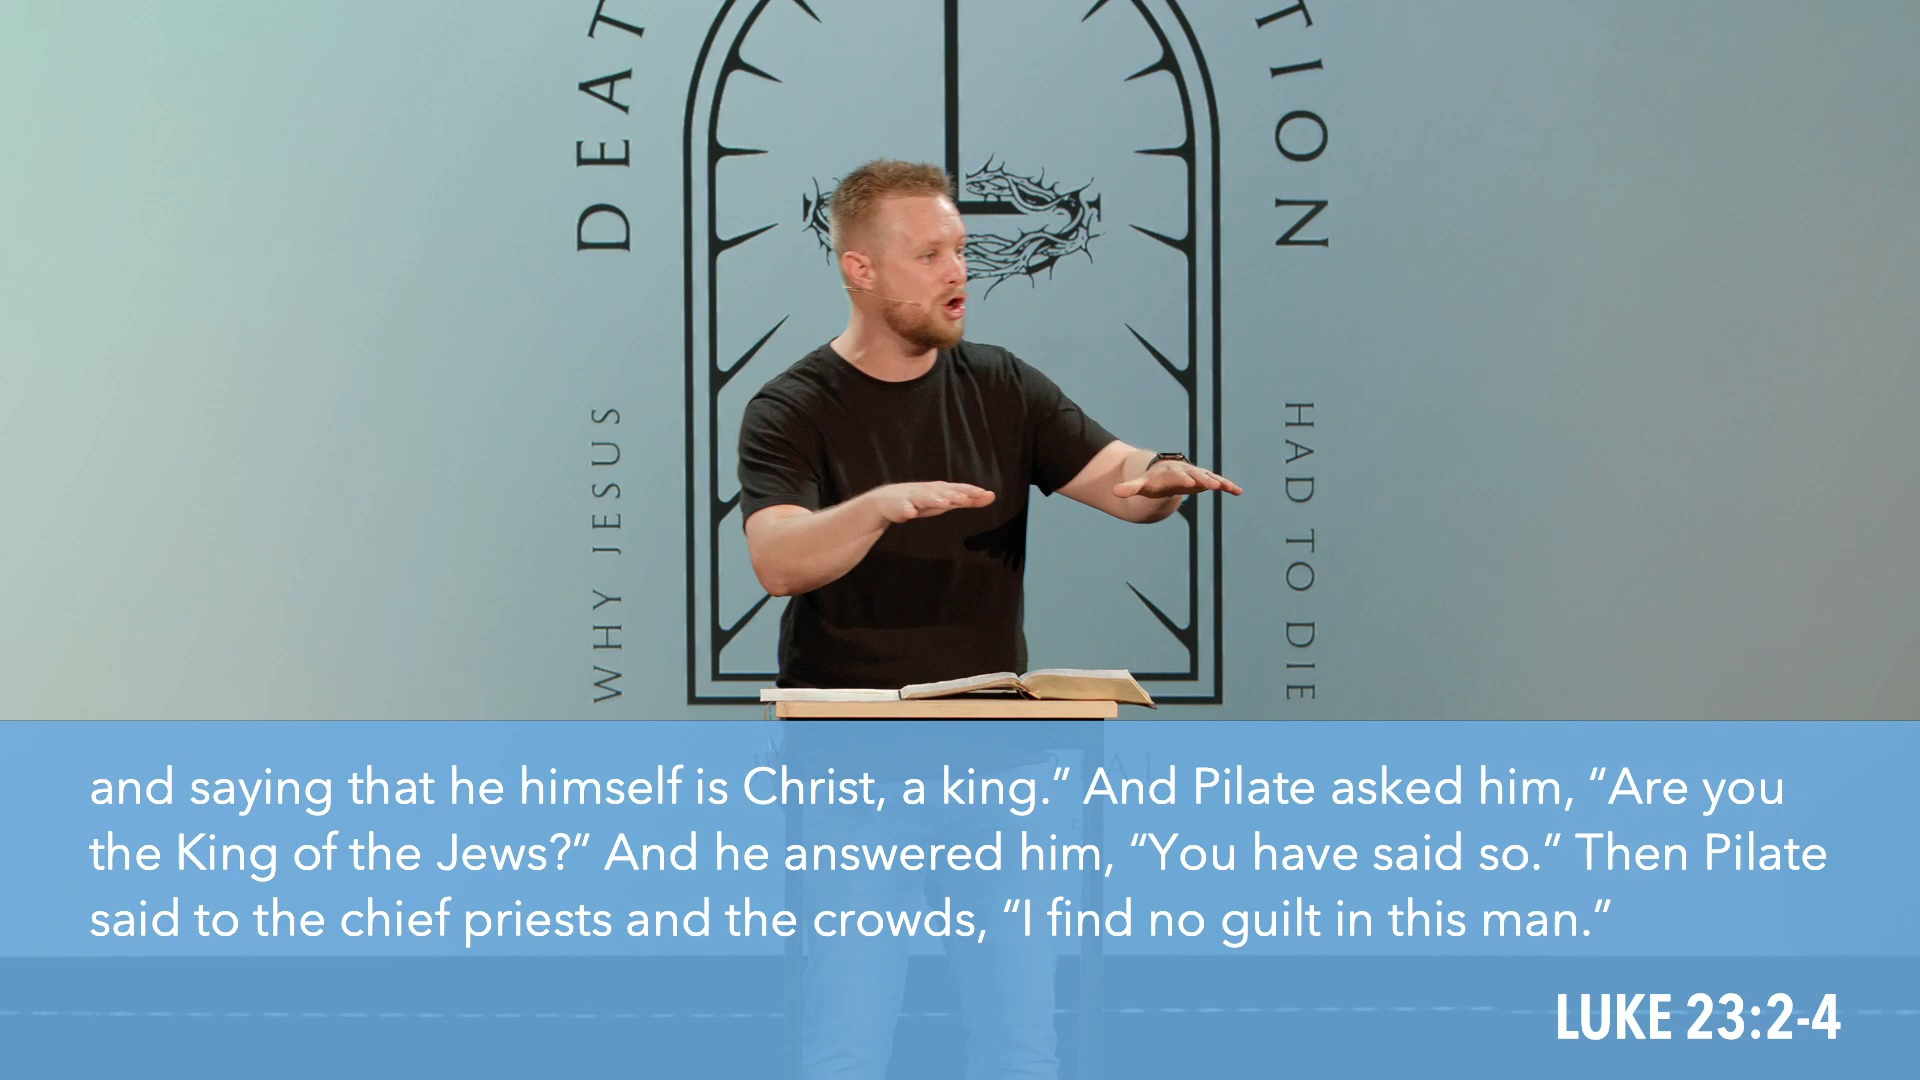 DEAT
TION
WHY JESUS
HAD TO DIE
and saying that he himself is Christ, a king.” And Pilate asked him, “Are you
the King of the Jews?” And he answered him, “You have said so.” Then Pilate
said to the chief priests and the crowds, “I find no guilt in this man.”
LUKE 23:2-4